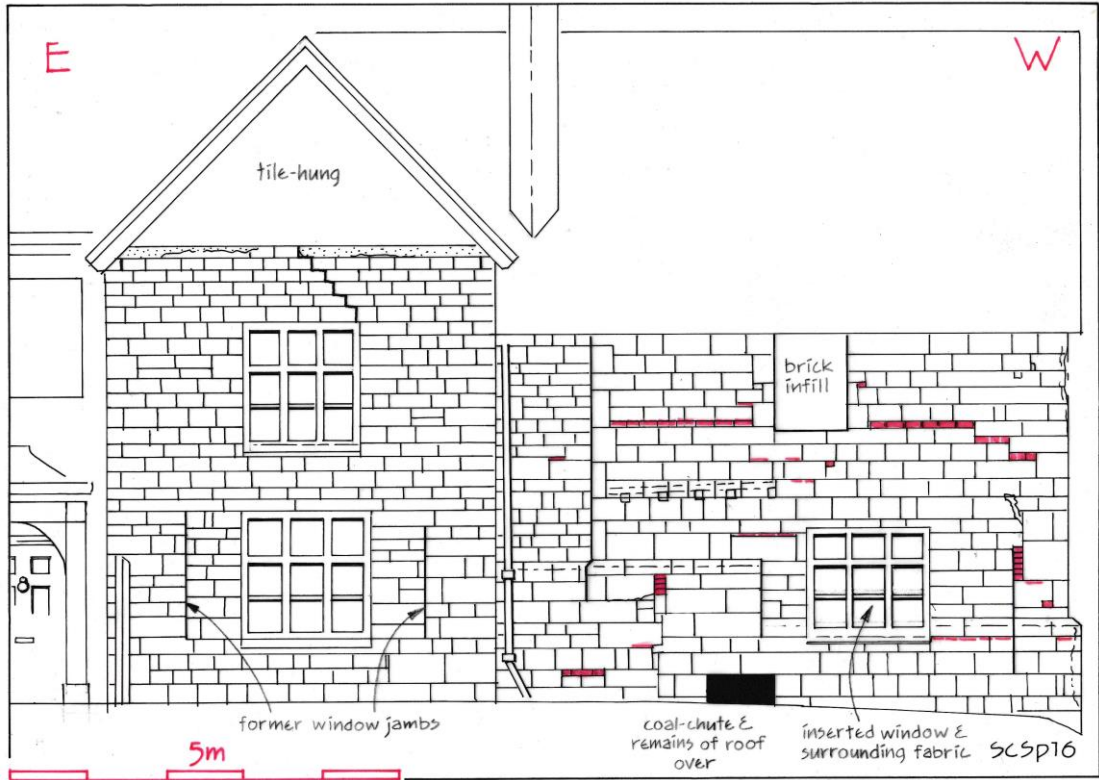 E
W
tile-hung
brick
infill
former window jambs
coal-chute &
remains of roof
over
inserted window &
surrounding fabric
SCSp16
5m